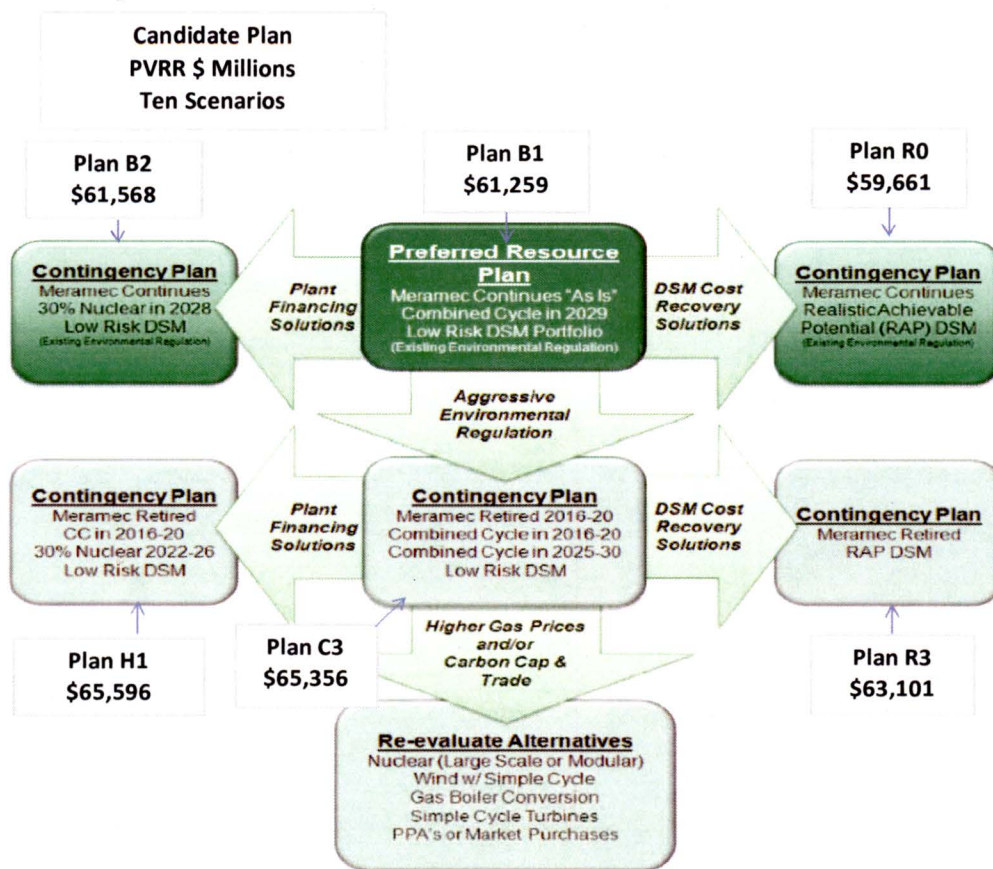 Candidate Plan
PVRR $ Millions
Ten Scenarios
Plan B2
$61,568
Plan B1
$61,259
Plan R0
$59,661
Contingency Plan
Meramec Continues
30% Nuclear in 2028
Low Risk DSM
(Existing Environmental Regulation)
Plant
Financing
Solutions
Preferred Resource
Plan
Meramec Continues "As Is"
Combined Cycle in 2029
Low Risk DSM Portfolio
(Existing Environmental Regulation)
DSM Cost
Recovery
Solutions
Contingency Plan
Meramec Continues
Realistic Achievable
Potential (RAP) DSM
(Existing Environmental Regulation)
Aggressive
Environmental
Regulation
Contingency Plan
Meramec Retired
CC in 2016-20
30% Nuclear 2022-26
Low Risk DSM
Plant
Financing
Solutions
Contingency Plan
Meramec Retired 2016-20
Combined Cycle in 2016-20
Combined Cycle in 2025-30
Low Risk DSM
DSM Cost
Recovery
Solutions
Contingency Plan
Meramec Retired
RAP DSM
Plan H1
$65,596
Plan C3
$65,356
Higher Gas Prices
and/or
Carbon Cap &
Trade
Plan R3
$63,101
Re-evaluate Alternatives
Nuclear (Large Scale or Modular)
Wind w/ Simple Cycle
Gas Boiler Conversion
Simple Cycle Turbines
PPA's or Market Purchases